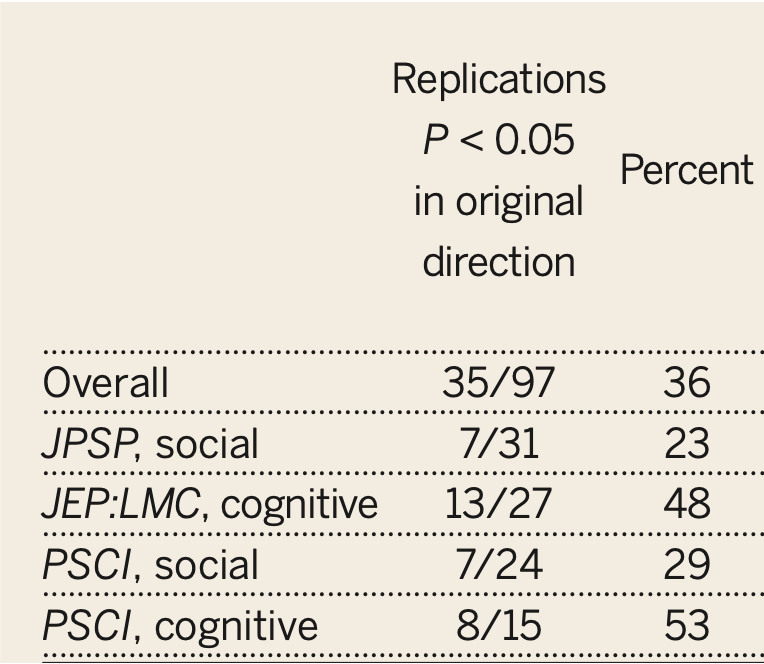 Replications
P < 0.05
in original
direction
Percent
Overall 35/97 36
JPSP, social 7/31 23
JEP:LMC, cognitive 13/27 48
PSCI, social 7/24 29
PSCI, cognitive 8/15 53